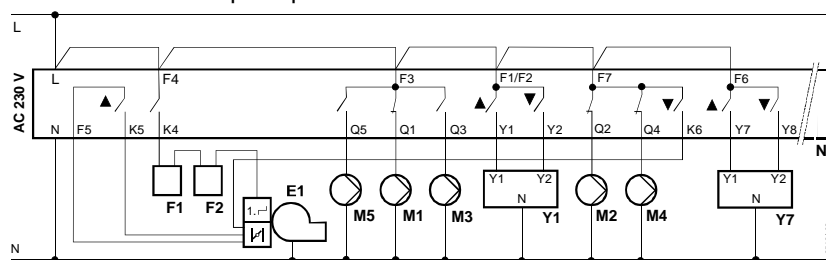 L
AC 230 V
L F4 F3 F1/F2 F7 F6
N F5 K5 K4 Q5 Q1 Q3 Y1 Y2 Q2 Q4 K6 Y7 Y8
N
F1 F2 E1 M5 M1 M3 Y1 Y2 N Y1 M2 M4 Y1 Y2 N Y7
1.
N